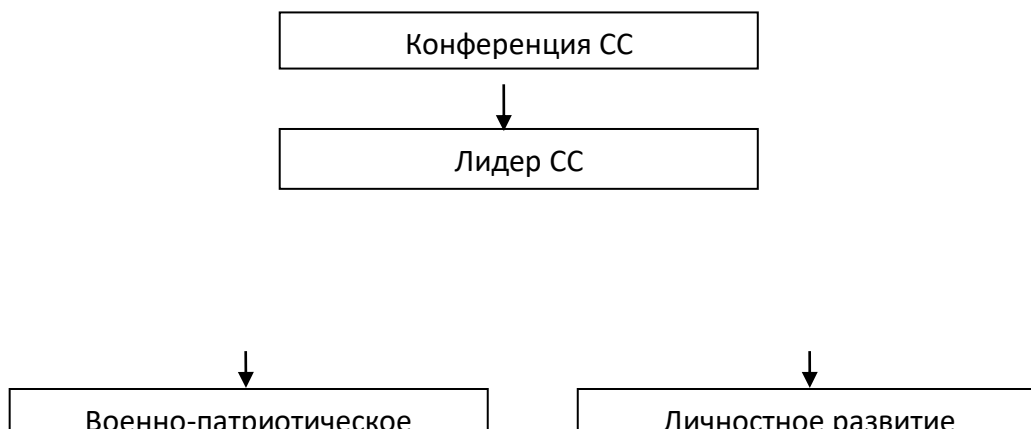 Конференция СС
Лидер СС
Военно-патриотическое
Личностное развитие